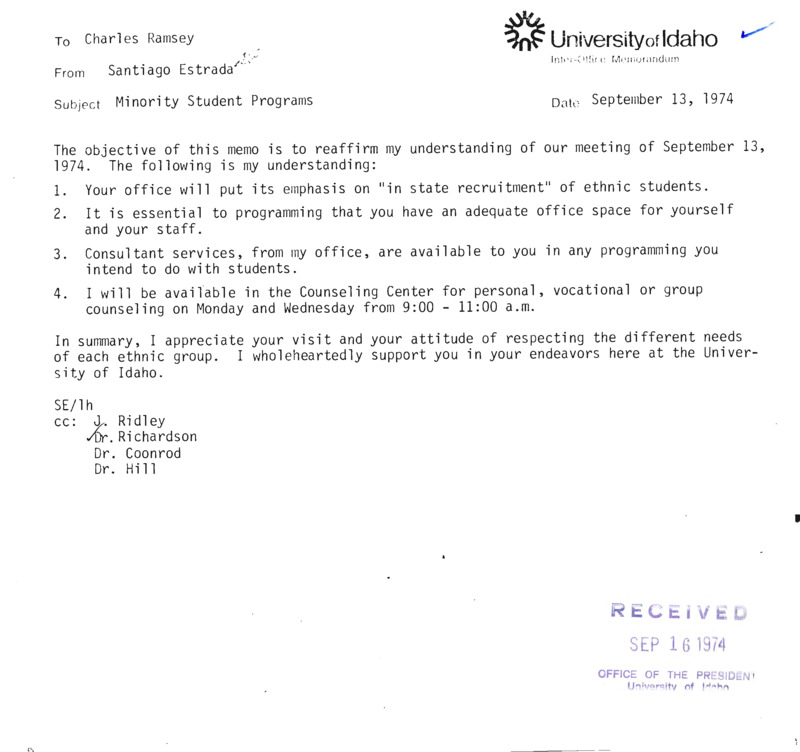 To Charles Ramsey
University of Idaho
Inter-Office Memorandum
From Santiago Estrada
Subject Minority Student Programs
Date September 13, 1974
The objective of this memo is to reaffirm my understanding of our meeting of September 13,
1974. The following is my understanding:
1. Your office will put its emphasis on "in state recruitment" of ethnic students.
2. It is essential to programming that you have an adequate office space for yourself
and your staff.
3. Consultant services, from my office, are available to you in any programming you
intend to do with students.
4. I will be available in the Counseling Center for personal, vocational or group
counseling on Monday and Wednesday from 9:00 - 11:00 a.m.
In summary, I appreciate your visit and your attitude of respecting the different needs
of each ethnic group. I wholeheartedly support you in your endeavors here at the Univer-
sity of Idaho.
SE/lh
cc: J. Ridley
Dr. Richardson
Dr. Coonrod
Dr. Hill
RECEIVED
SEP 16 1974
OFFICE OF THE PRESIDENT
University of Idaho